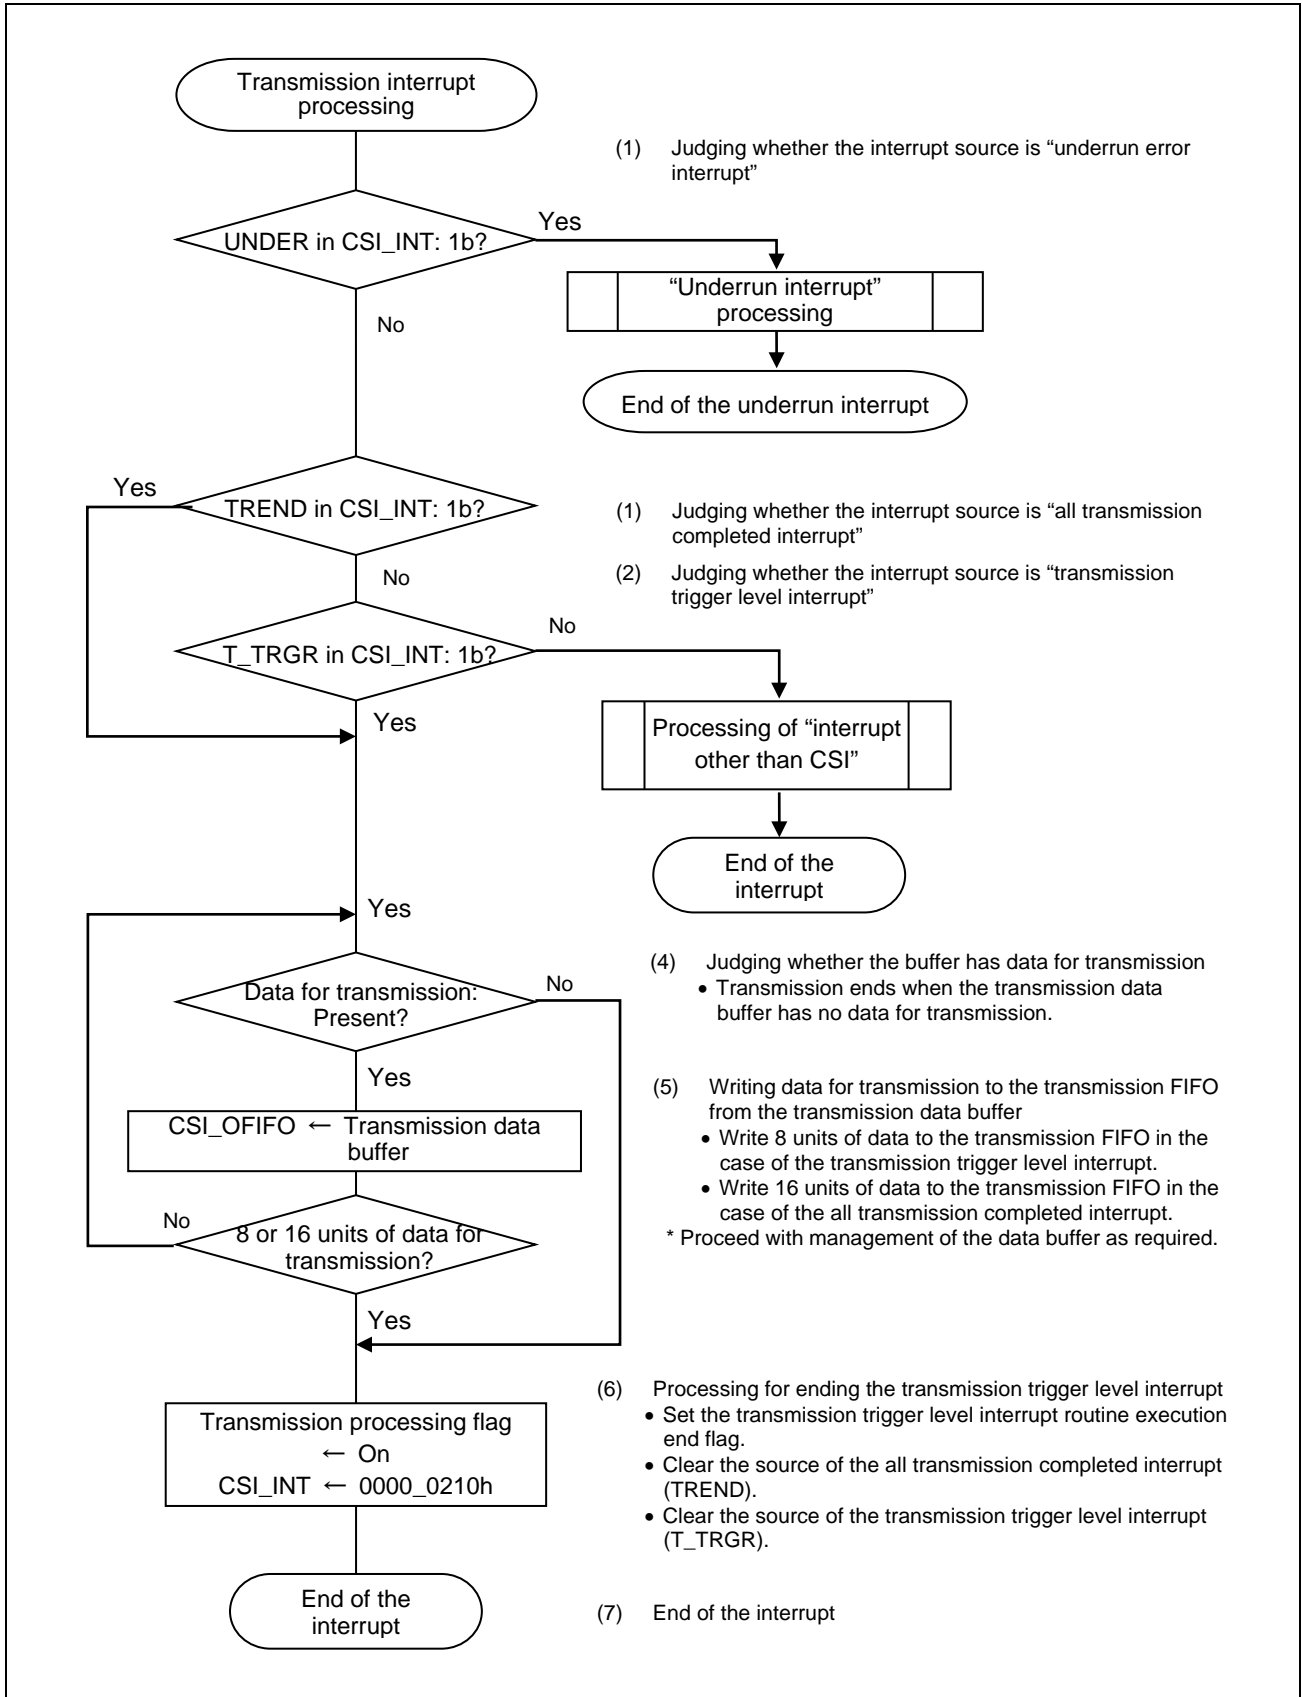 Transmission interrupt
processing
(1) Judging whether the interrupt source is “underrun error
interrupt”
Yes
UNDER in CSI_INT: 1b?
“Underrun interrupt”
processing
No
End of the underrun interrupt
Yes
TREND in CSI_INT: 1b?
(1) Judging whether the interrupt source is “all transmission
completed interrupt”
No
(2) Judging whether the interrupt source is “transmission
trigger level interrupt”
No
T_TRGR in CSI_INT: 1b?
Yes
Processing of “interrupt
other than CSI”
End of the
interrupt
Yes
(4) Judging whether the buffer has data for transmission
• Transmission ends when the transmission data
buffer has no data for transmission.
No
Data for transmission:
Present?
Yes
(5) Writing data for transmission to the transmission FIFO
from the transmission data buffer
• Write 8 units of data to the transmission FIFO in the
case of the transmission trigger level interrupt.
• Write 16 units of data to the transmission FIFO in the
case of the all transmission completed interrupt.
* Proceed with management of the data buffer as required.
CSI_OFIFO ← Transmission data
buffer
No
8 or 16 units of data for
transmission?
Yes
(6) Processing for ending the transmission trigger level interrupt
• Set the transmission trigger level interrupt routine execution
end flag.
• Clear the source of the all transmission completed interrupt
(TREND).
• Clear the source of the transmission trigger level interrupt
(T_TRGR).
Transmission processing flag
← On
CSI_INT ← 0000_0210h
End of the
interrupt
(7) End of the interrupt